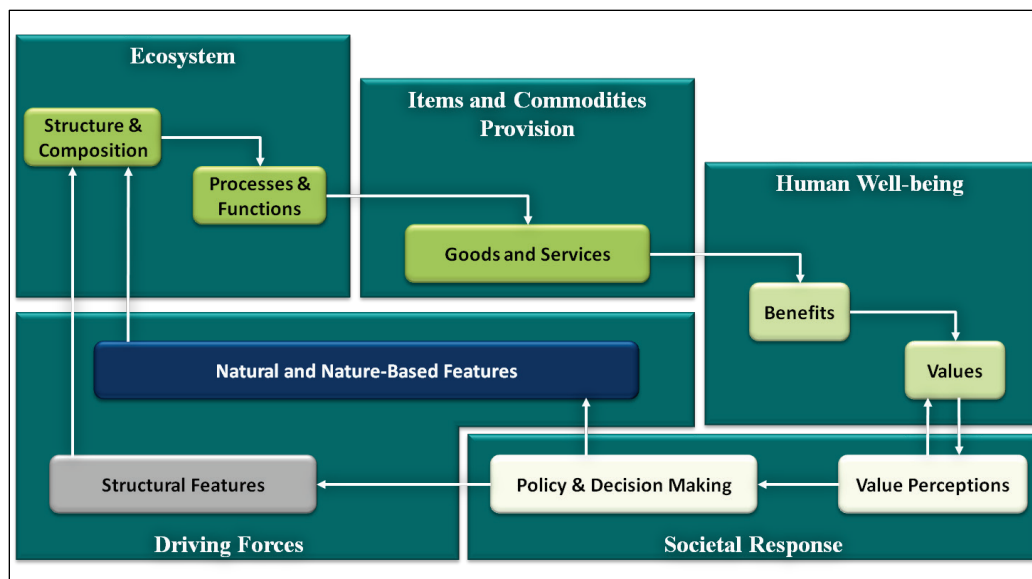 Ecosystem
Structure &
Composition
Processes &
Functions
Items and Commodities
Provision
Goods and Services
Human Well-being
Benefits
Values
Natural and Nature-Based Features
Structural Features
Driving Forces
Policy & Decision Making
Value Perceptions
Societal Response